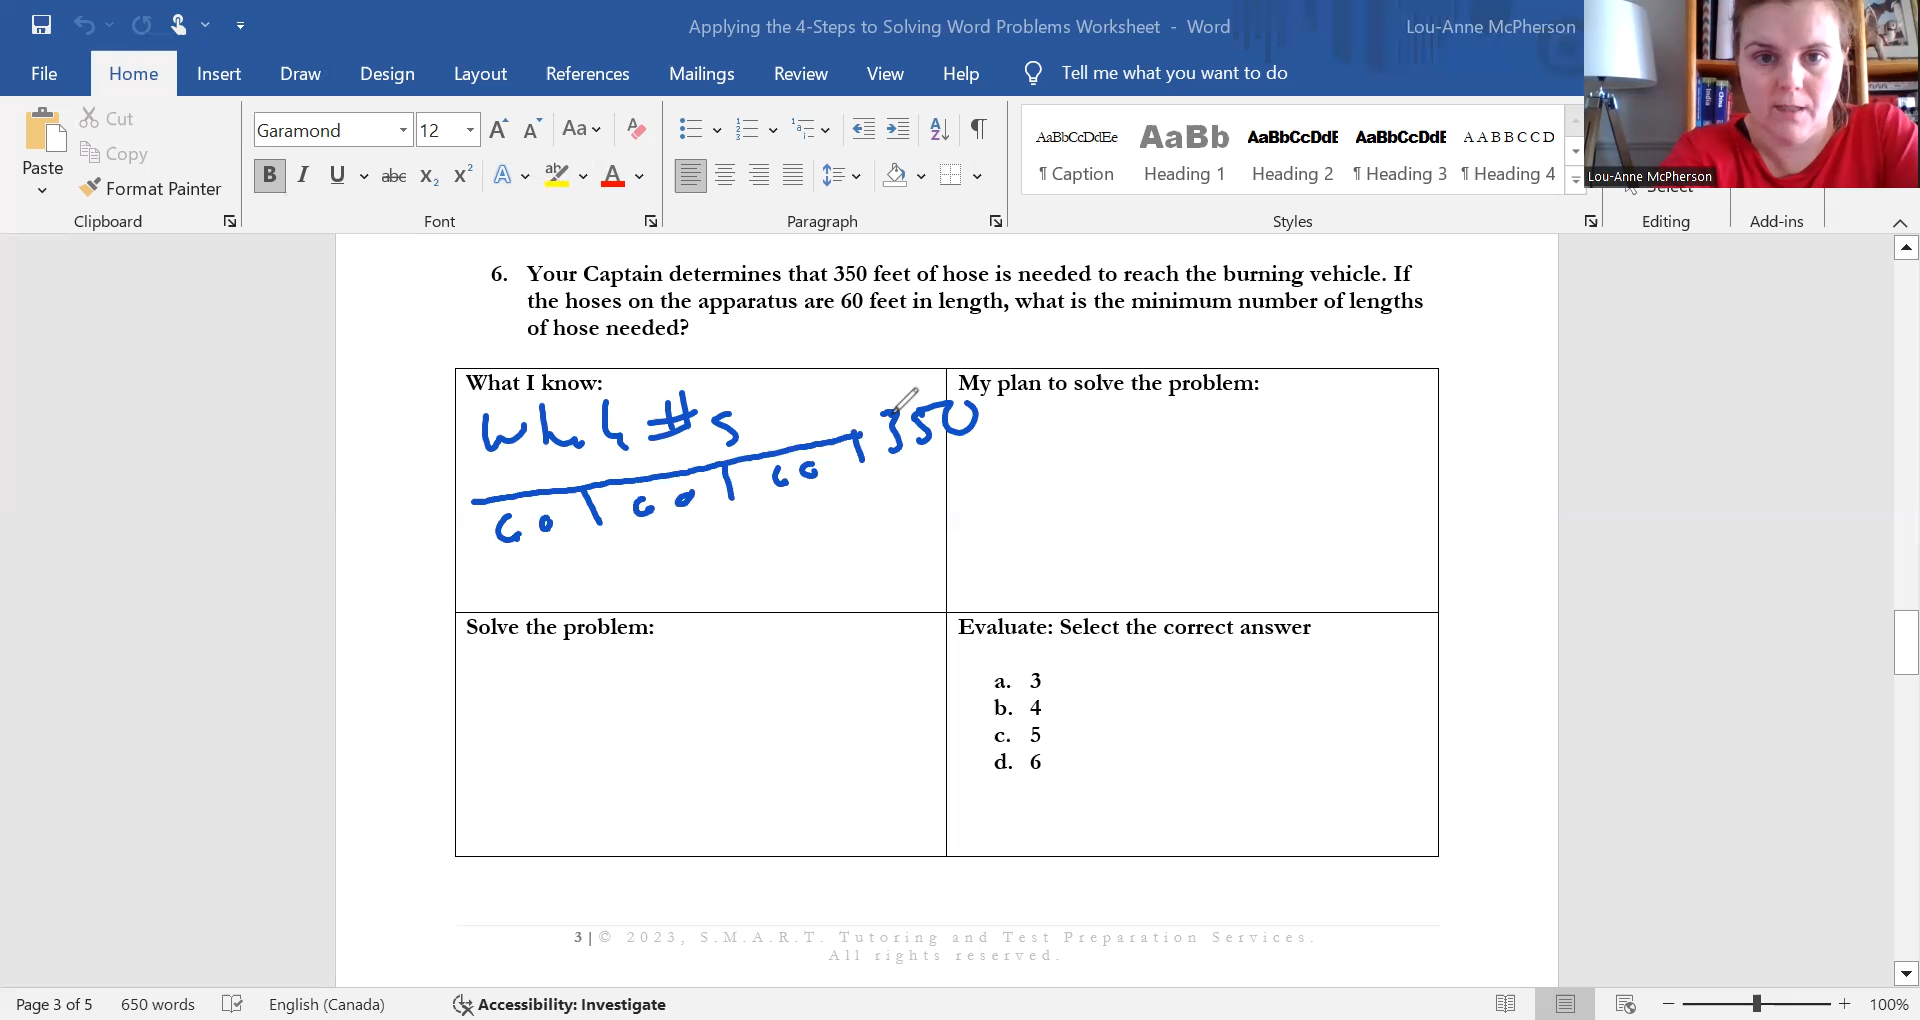 Applying the 4-Steps to Solving Word Problems Worksheet - Word
Lou-Anne McPherson
File Home Insert Draw Design Layout References Mailings Review View Help Tell me what you want to do
Paste
Cut
Copy
Format Painter
Garamond 12 A A Aa
B I U abc X₂ X² A ab A
AaBbCcDdEe AaBb AaBbCcDdE AaBbCcDdE AABBCCD
¶ Caption Heading 1 Heading 2 ¶ Heading 3 ¶ Heading 4
Lou-Anne McPherson
Select
Clipboard Font Paragraph Styles Editing Add-ins
6. Your Captain determines that 350 feet of hose is needed to reach the burning vehicle. If
the hoses on the apparatus are 60 feet in length, what is the minimum number of lengths
of hose needed?
What I know:
#s
350
60 60 60
My plan to solve the problem:
Solve the problem:
Evaluate: Select the correct answer
a. 3
b. 4
c. 5
d. 6
3 | © 2023, S.M.A.R.T. Tutoring and Test Preparation Services.
All rights reserved.
Page 3 of 5 650 words English (Canada) Accessibility: Investigate 100%